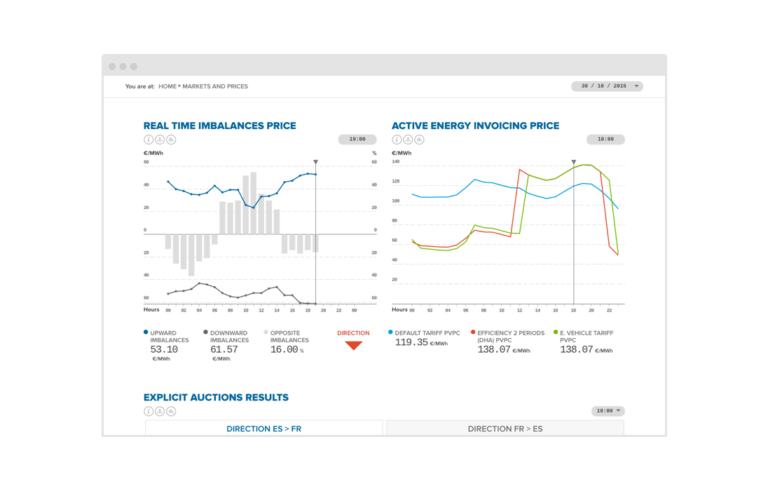 You are at: HOME • MARKETS AND PRICES
30 / 10 / 2016
REAL TIME IMBALANCES PRICE
19:00
€/MWh
%
60
40
20
0
20
40
60
60
40
20
0
20
40
60
Hours 00 02 04 06 08 10 12 14 16 18 20 22 00
UPWARD IMBALANCES
53.10 €/MWh
DOWNWARD IMBALANCES
61.57 €/MWh
OPPOSITE IMBALANCES
16.00 %
DIRECTION
ACTIVE ENERGY INVOICING PRICE
18:00
€/MWh
140
120
100
80
60
40
20
Hours 00 02 04 06 08 10 12 14 16 18 20 22
DEFAULT TARIFF PVPC
119.35 €/MWh
EFFICIENCY 2 PERIODS (DHA) PVPC
138.07 €/MWh
E. VEHICLE TARIFF PVPC
138.07 €/MWh
EXPLICIT AUCTIONS RESULTS
DIRECTION ES > FR
DIRECTION FR > ES